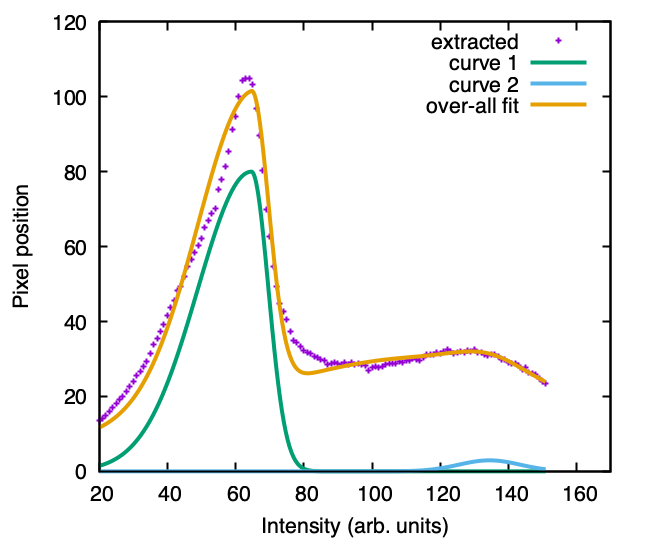 120
100
80
60
40
20
0
20 40 60 80 100 120 140 160
Pixel position
Intensity (arb. units)
extracted
curve 1
curve 2
over-all fit